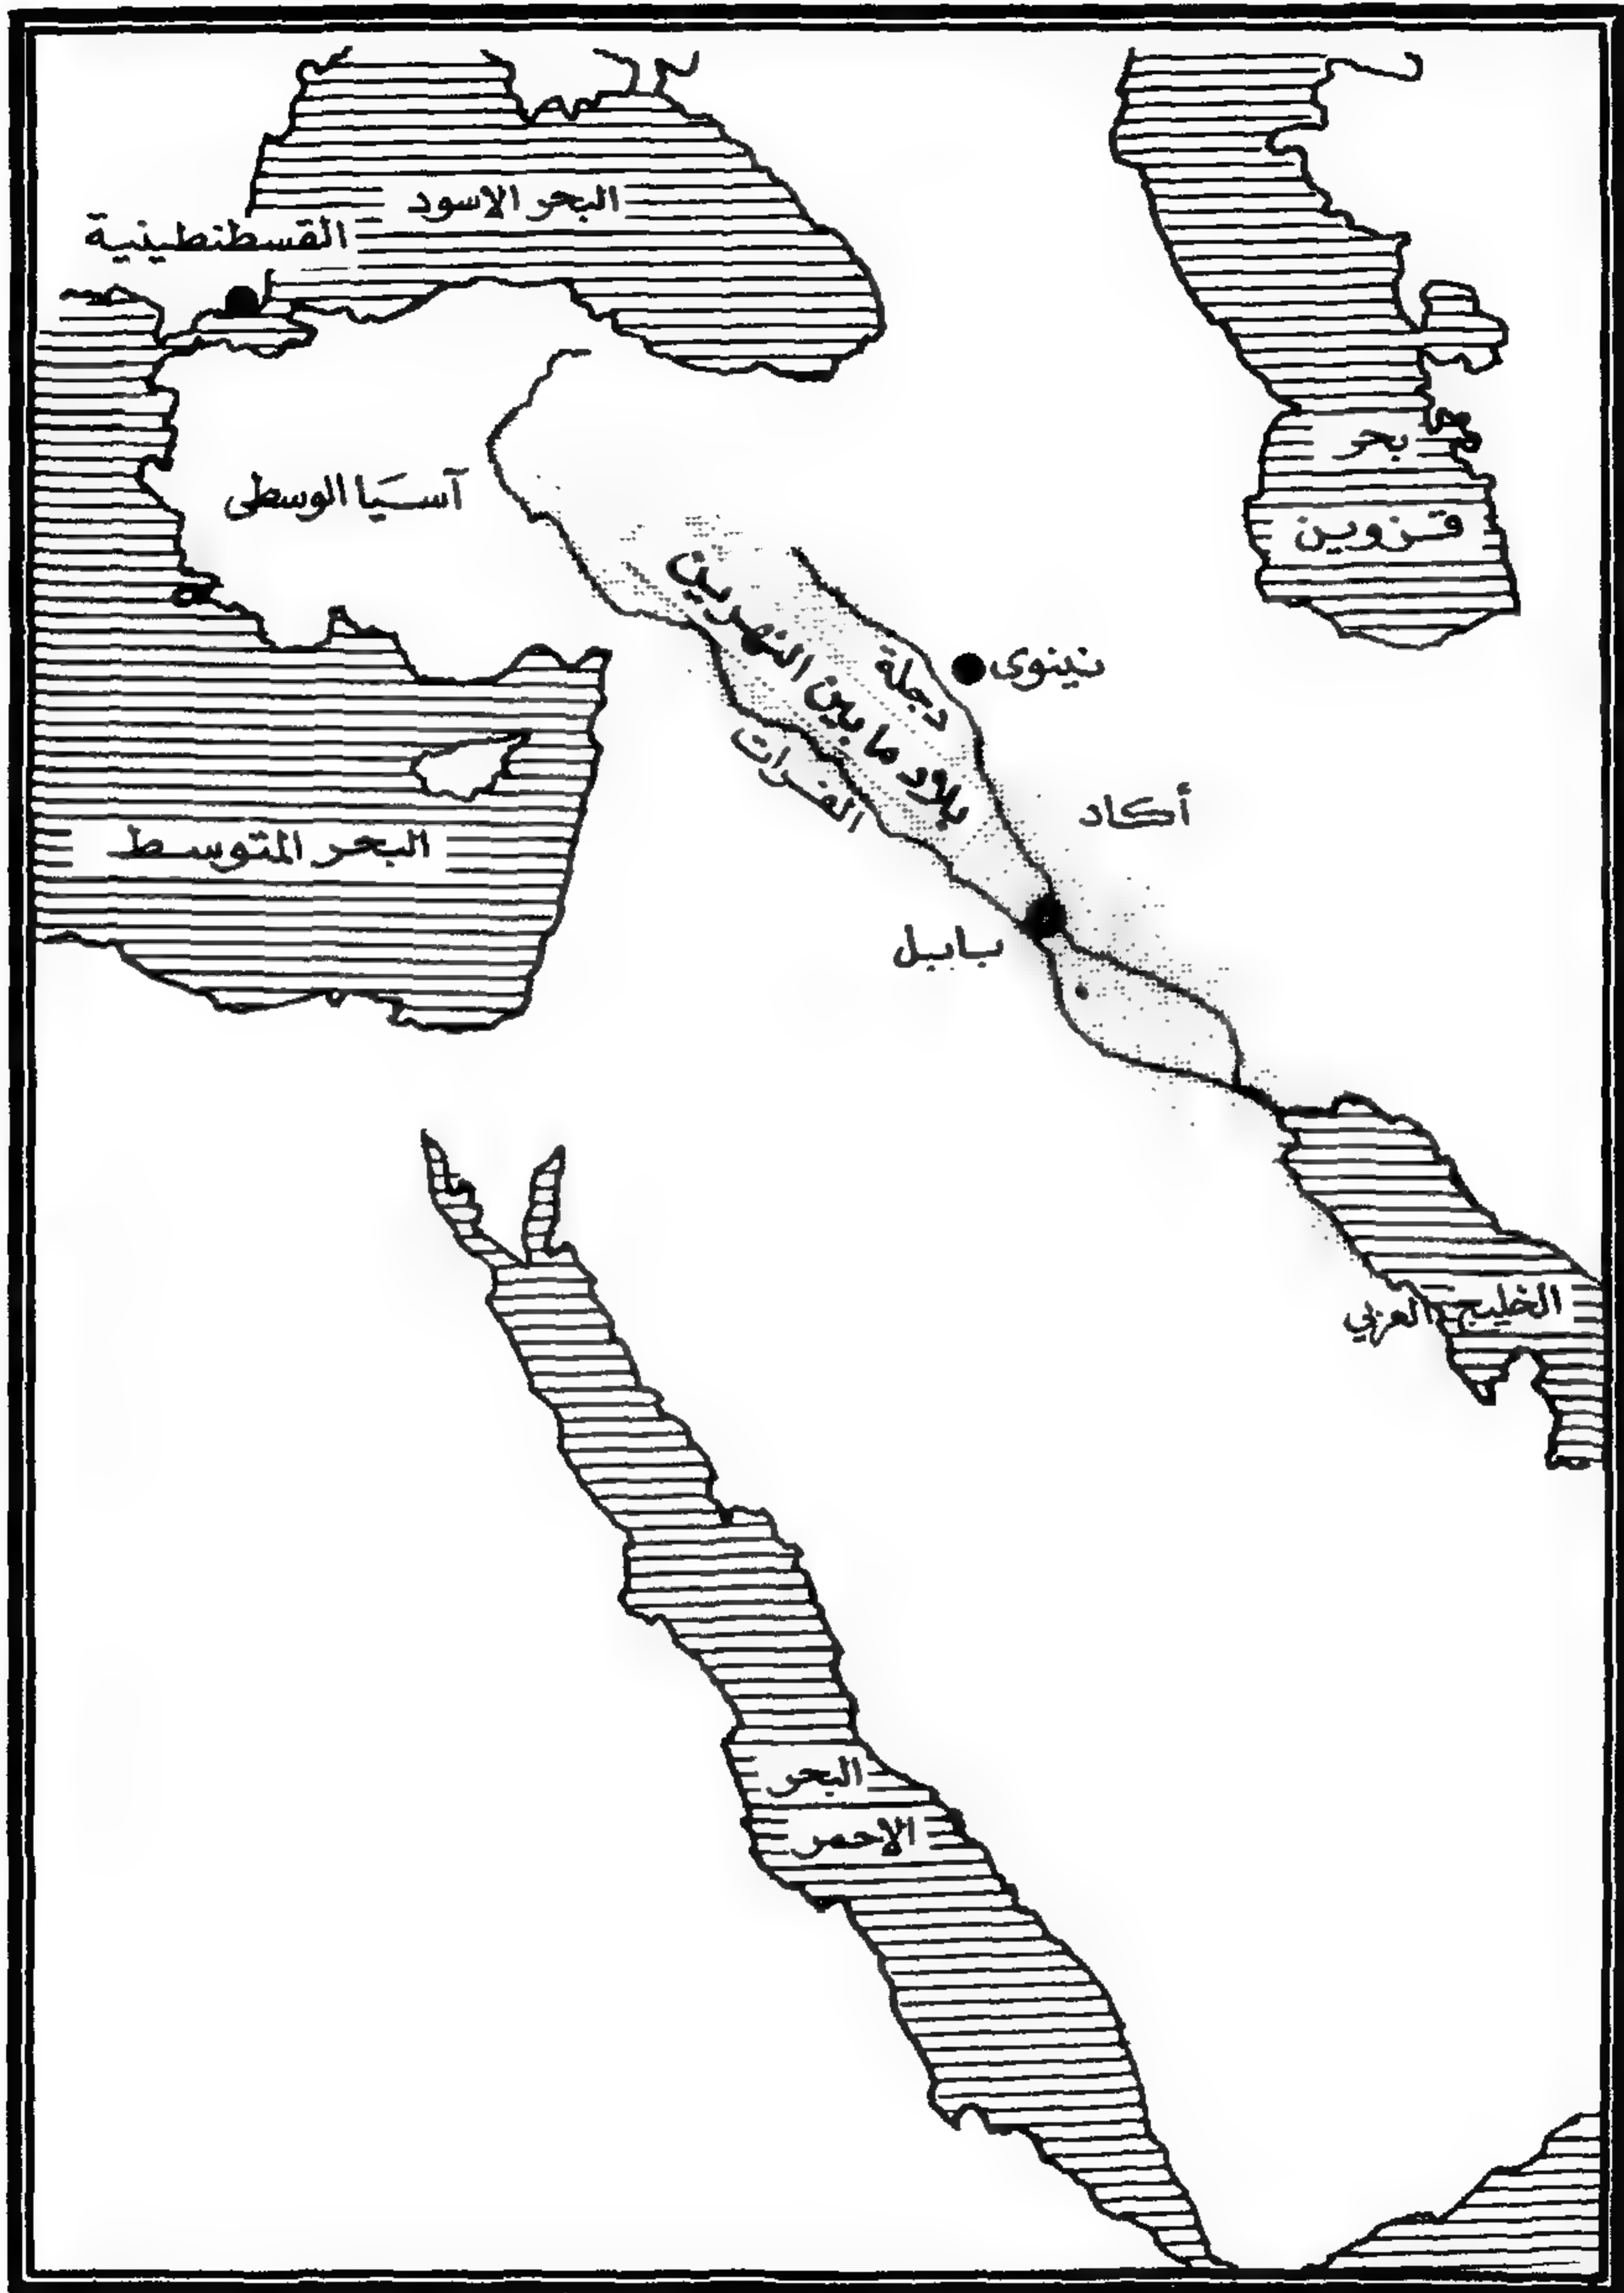 البحر الاسود
القسطنطينية
بحر
قزوين
آسيا الوسطى
بلاد ما بين النهرين
دجلة
نينوى
الفرات
أكاد
البحر المتوسط
بابل
الخليج العربي
البحر
الاحمر